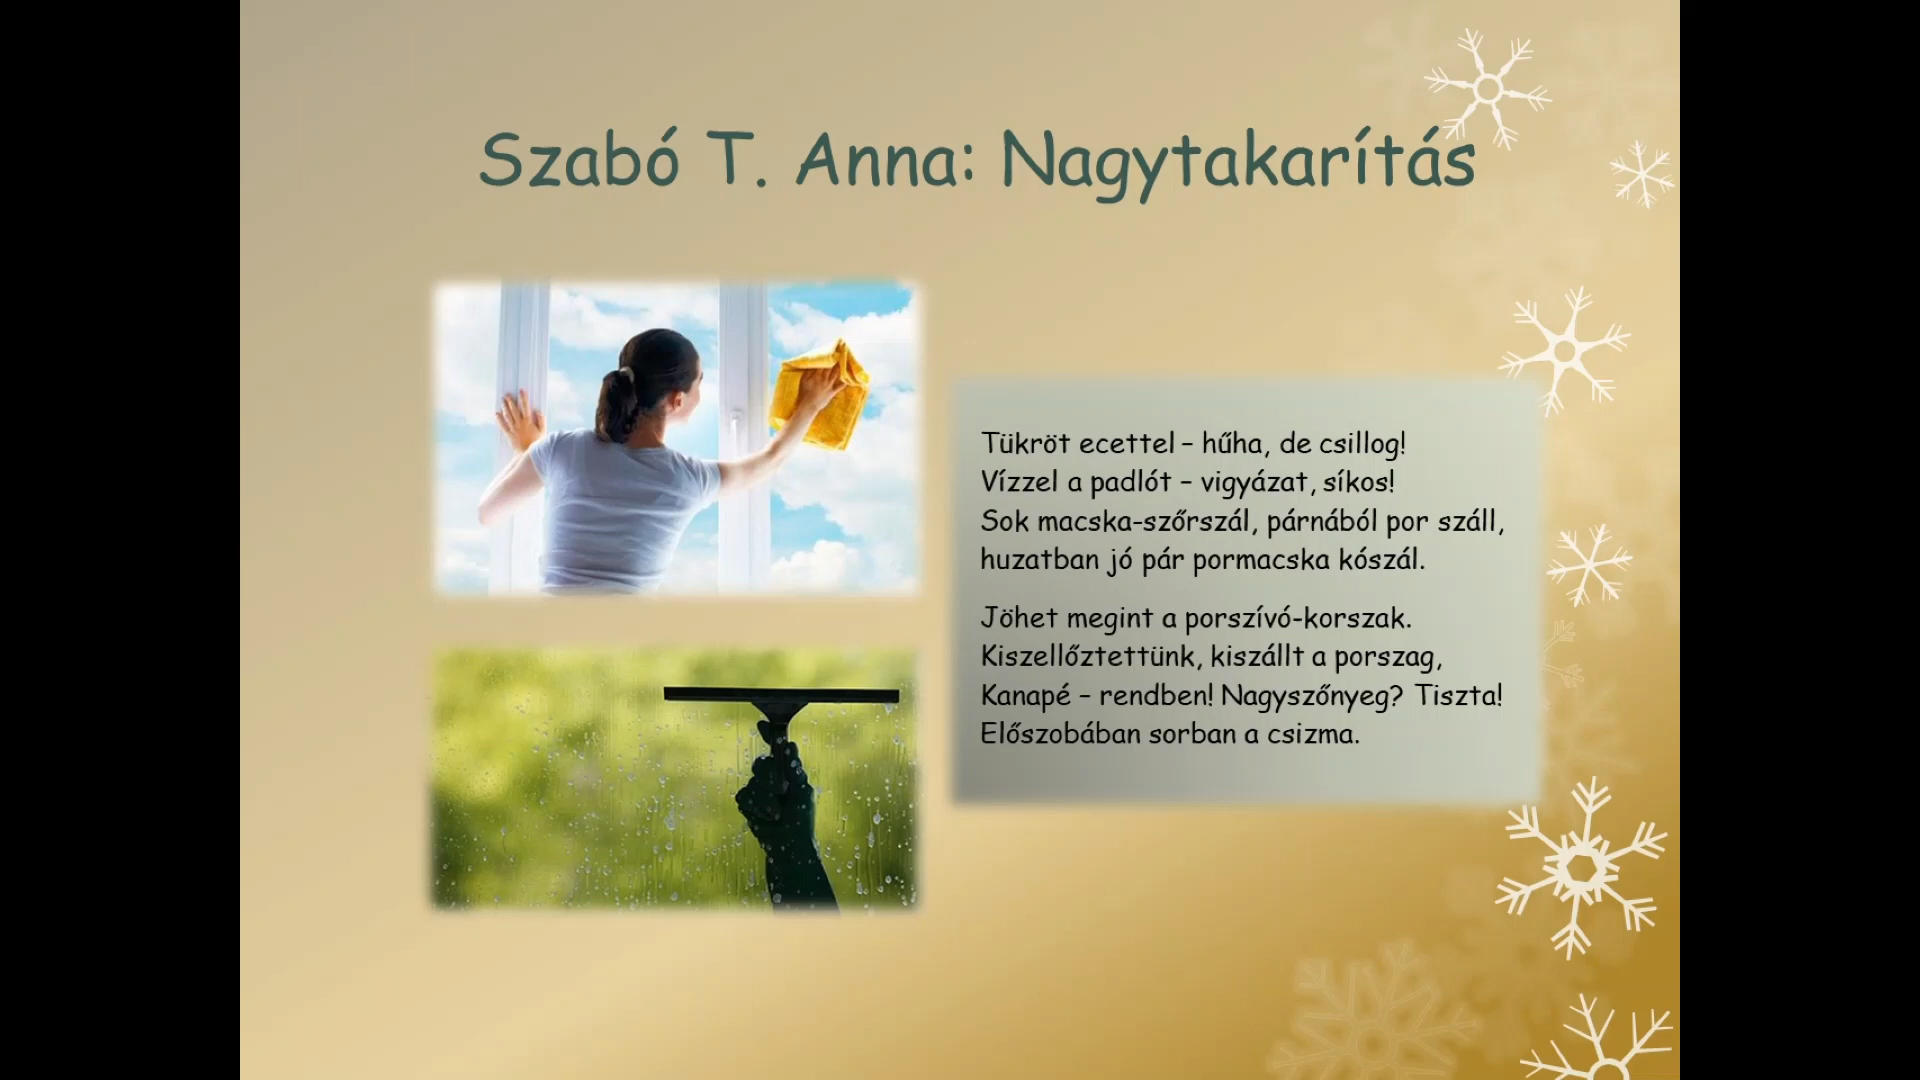 Szabó T. Anna: Nagytakarítás
Tükröt ecettel – hűha, de csillog!
Vízzel a padlót – vigyázat, síkos!
Sok macska-szőrszál, párnából por száll,
huzatban jó pár pormacska kószál.
Jöhet megint a porszívó-korszak.
Kiszellőztettünk, kiszállt a porszag,
Kanapé – rendben! Nagyszőnyeg? Tiszta!
Előszobában sorban a csizma.